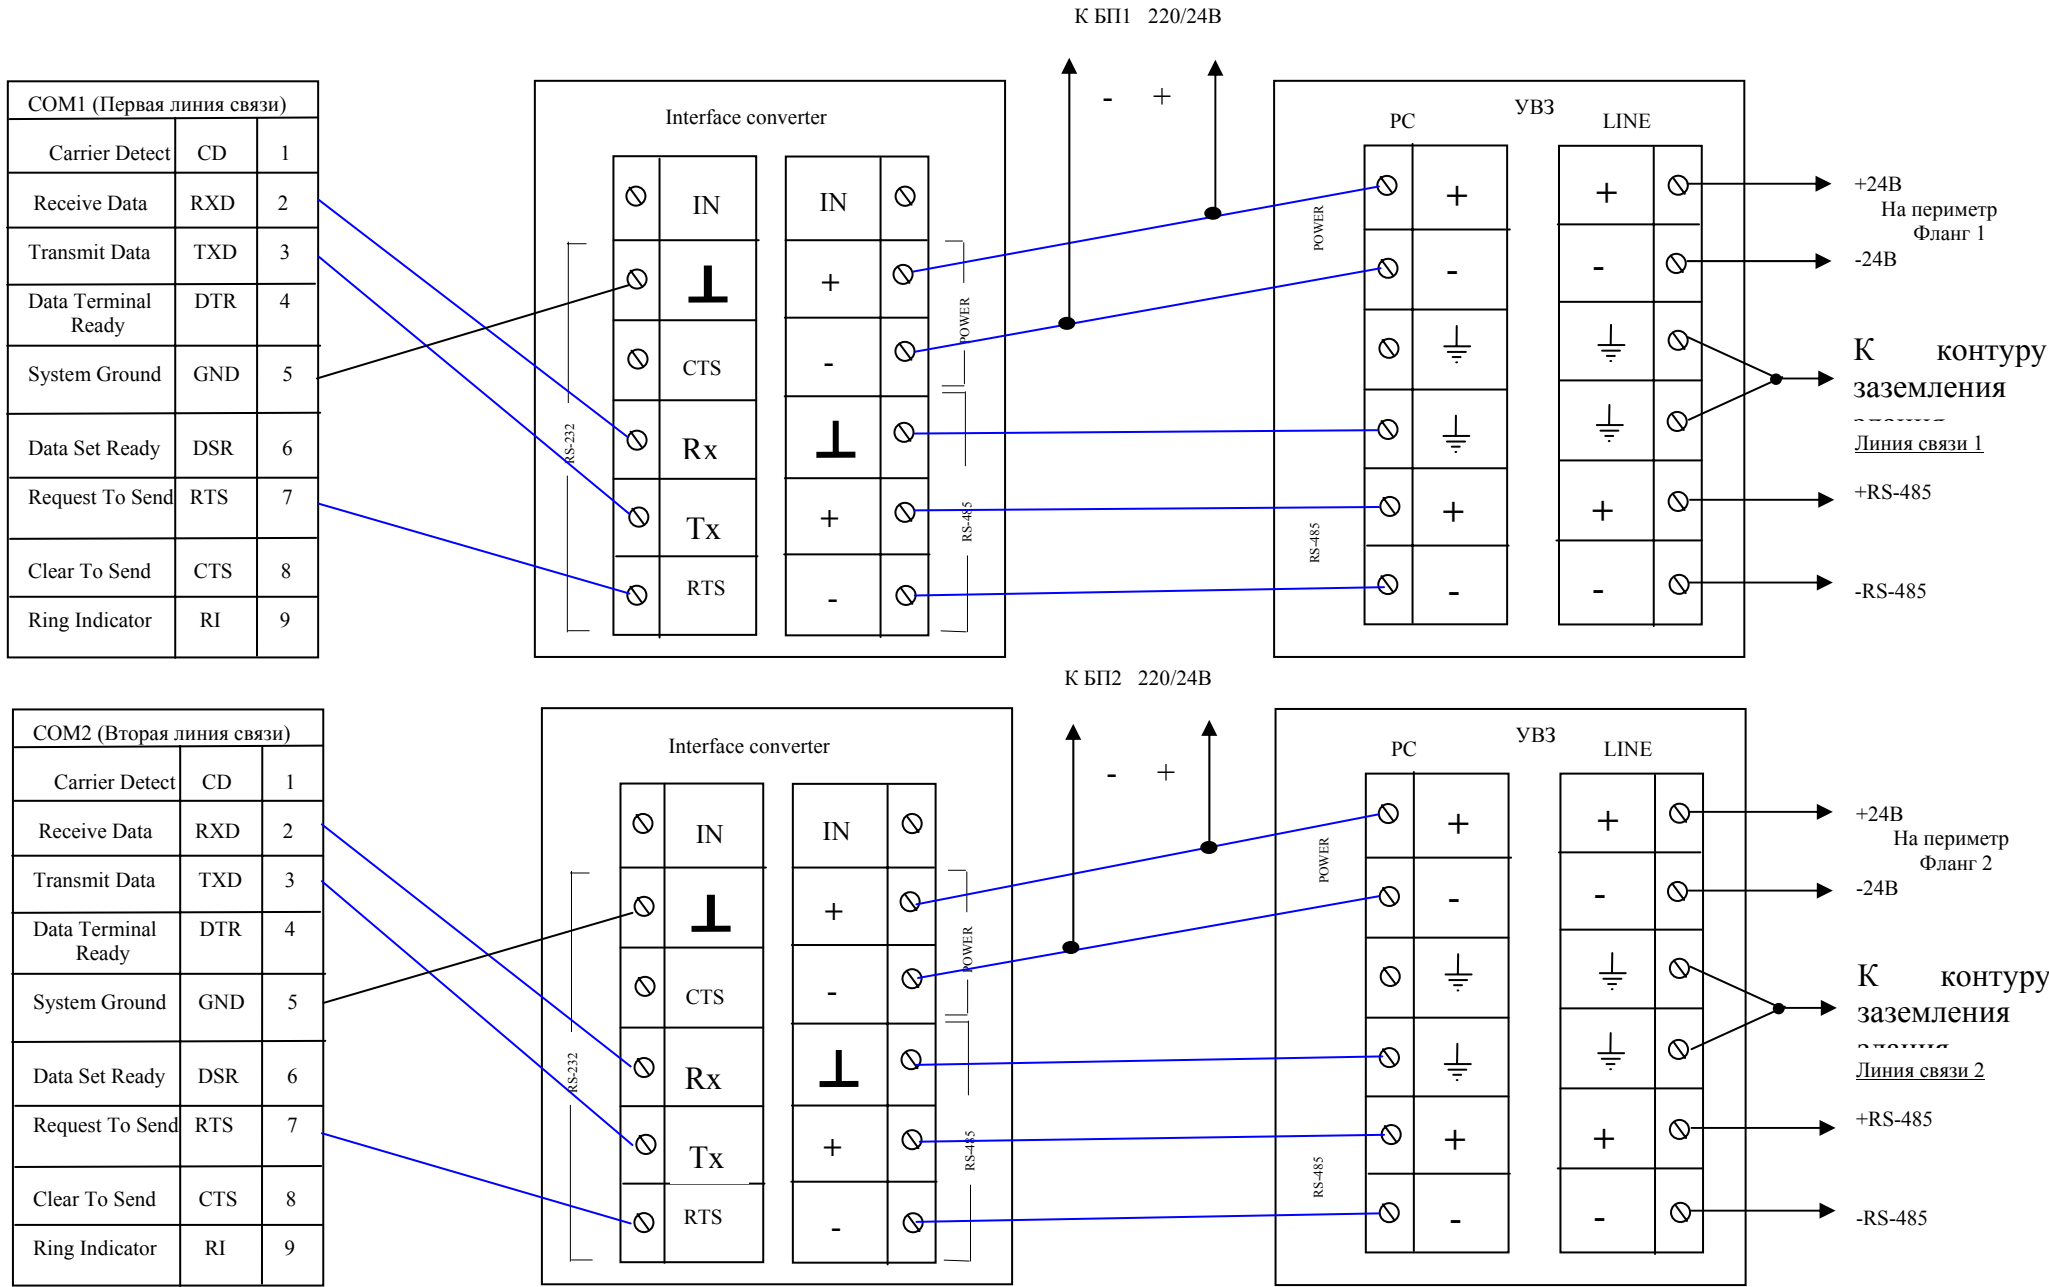 К БП1 220/24В
- +
COM1 (Первая линия связи)
Carrier Detect CD 1
Receive Data RXD 2
Transmit Data TXD 3
Data Terminal Ready DTR 4
System Ground GND 5
Data Set Ready DSR 6
Request To Send RTS 7
Clear To Send CTS 8
Ring Indicator RI 9
Interface converter
RS-232
IN
CTS
Rx
Tx
RTS
IN
+
-
+
-
POWER
RS-485
УВЗ
PC
LINE
POWER
RS-485
+
-
+
-
+
-
+
-
+24В
На периметр
Фланг 1
-24В
К контуру
заземления
Линия связи 1
+RS-485
-RS-485
К БП2 220/24В
- +
COM2 (Вторая линия связи)
Carrier Detect CD 1
Receive Data RXD 2
Transmit Data TXD 3
Data Terminal Ready DTR 4
System Ground GND 5
Data Set Ready DSR 6
Request To Send RTS 7
Clear To Send CTS 8
Ring Indicator RI 9
Interface converter
RS-232
IN
CTS
Rx
Tx
RTS
IN
+
-
+
-
POWER
RS-485
УВЗ
PC
LINE
POWER
RS-485
+
-
+
-
+
-
+
-
+24В
На периметр
Фланг 2
-24В
К контуру
заземления
Линия связи 2
+RS-485
-RS-485